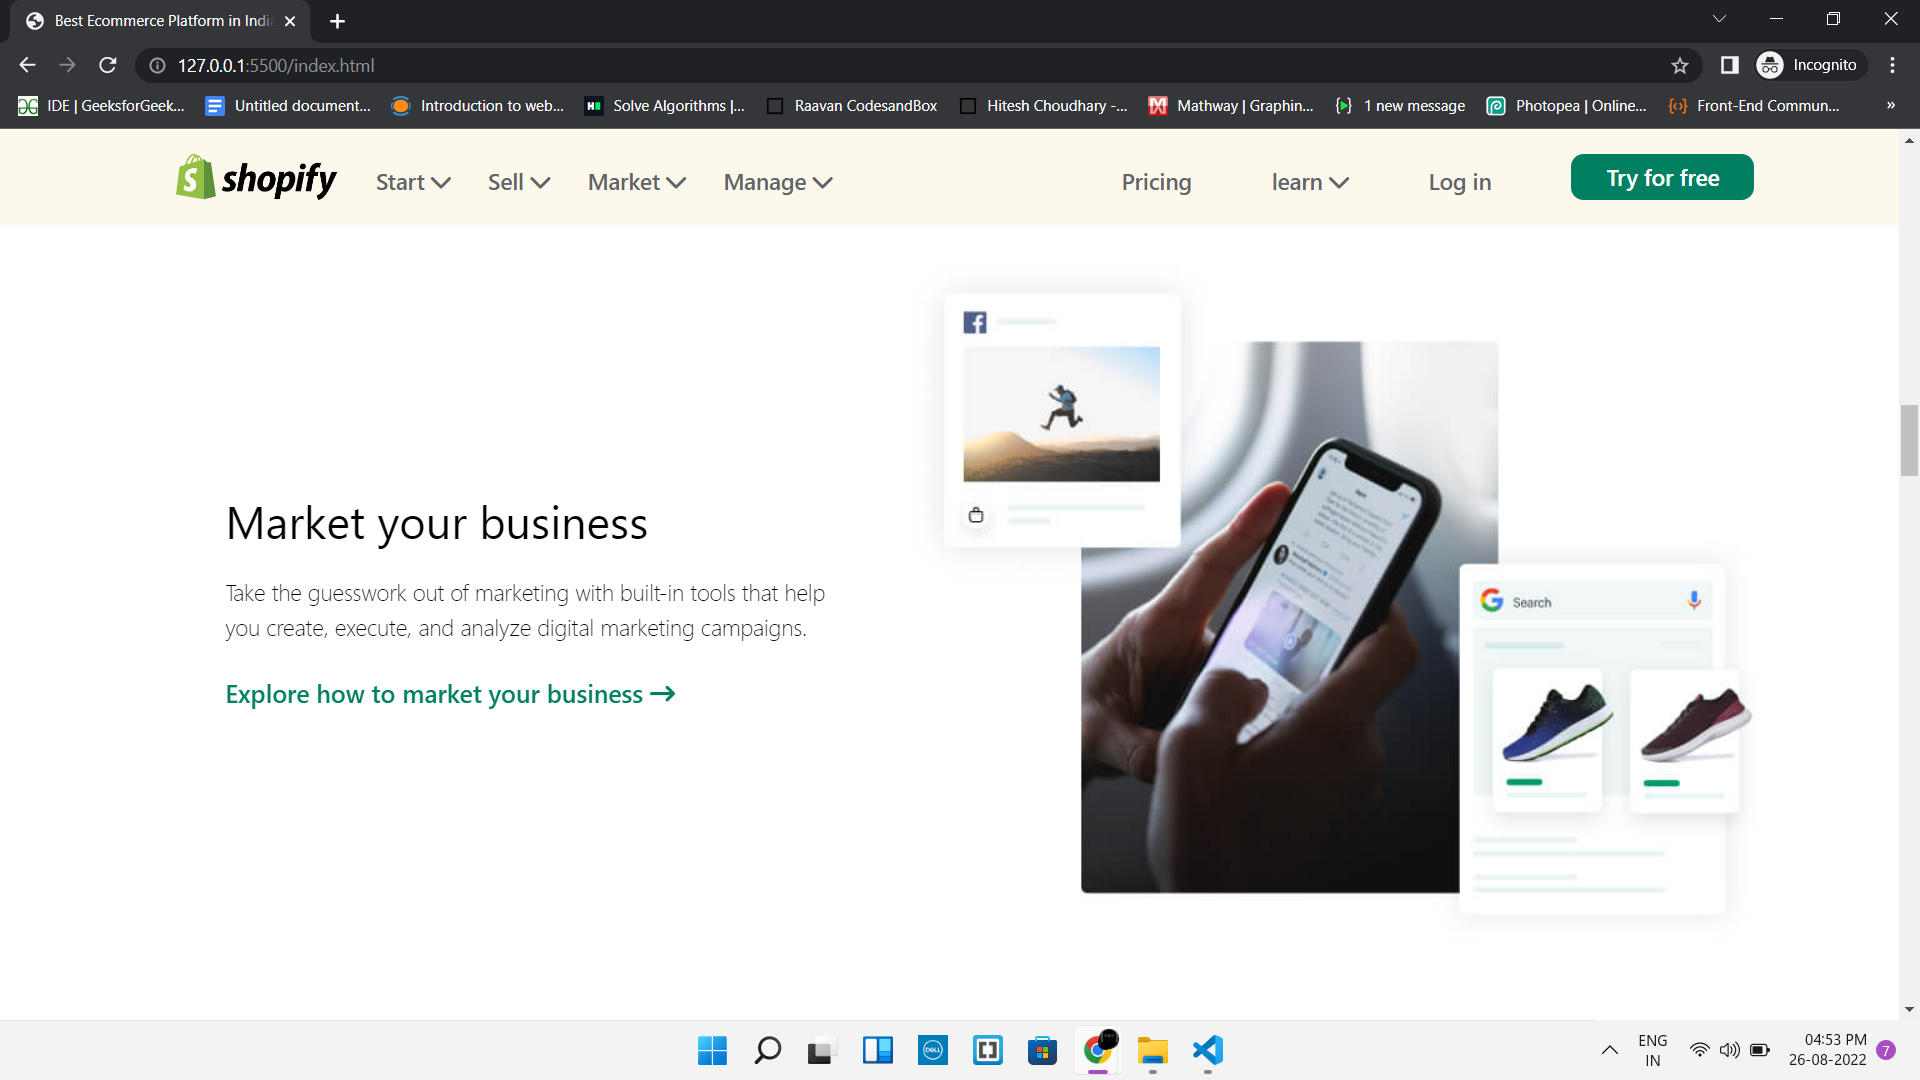 Best Ecommerce Platform in Indi
127.0.0.1:5500/index.html
Incognito
IDE | GeeksforGeek...
Untitled document...
Introduction to web...
Solve Algorithms |...
Raavan CodesandBox
Hitesh Choudhary -...
Mathway | Graphin...
1 new message
Photopea | Online...
Front-End Commun...
»
shopify
Start
Sell
Market
Manage
Pricing
learn
Log in
Try for free
Market your business
Take the guesswork out of marketing with built-in tools that help
you create, execute, and analyze digital marketing campaigns.
Explore how to market your business →
Search
DELL
ENG
IN
04:53 PM
26-08-2022
7